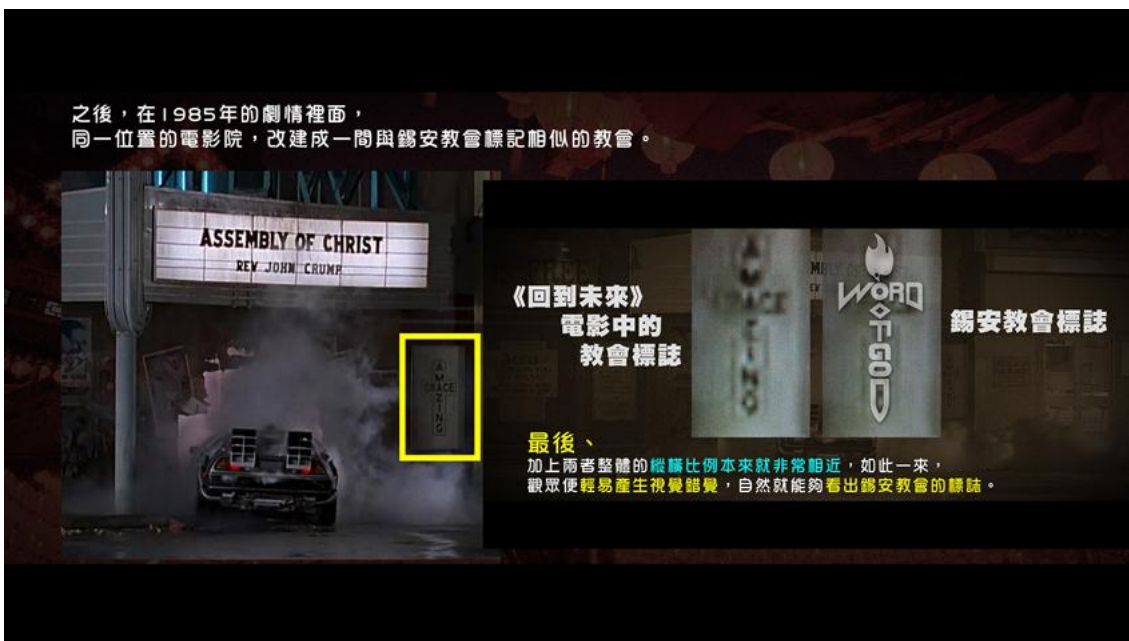 之後，在1985年的劇情裡面，
同一位置的電影院，改建成一間與錫安教會標記相似的教會。
ASSEMBLY OF CHRIST
REV JOHN CRUMP
AMAZING
GRACE
《回到未來》
電影中的
教會標誌
WORD
OF GOD
錫安教會標誌
最後、
加上兩者整體的縱橫比例本來就非常相近，如此一來，
觀眾便輕易產生視覺錯覺，自然就能夠看出錫安教會的標誌。